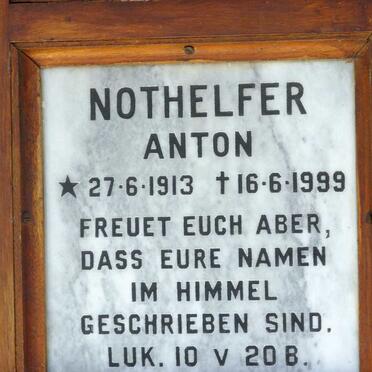 NOTHELFER
ANTON
★ 27·6·1913 ✝16·6·1999
FREUET EUCH ABER,
DASS EURE NAMEN
IM HIMMEL
GESCHRIEBEN SIND.
LUK. 10 V 20 B.